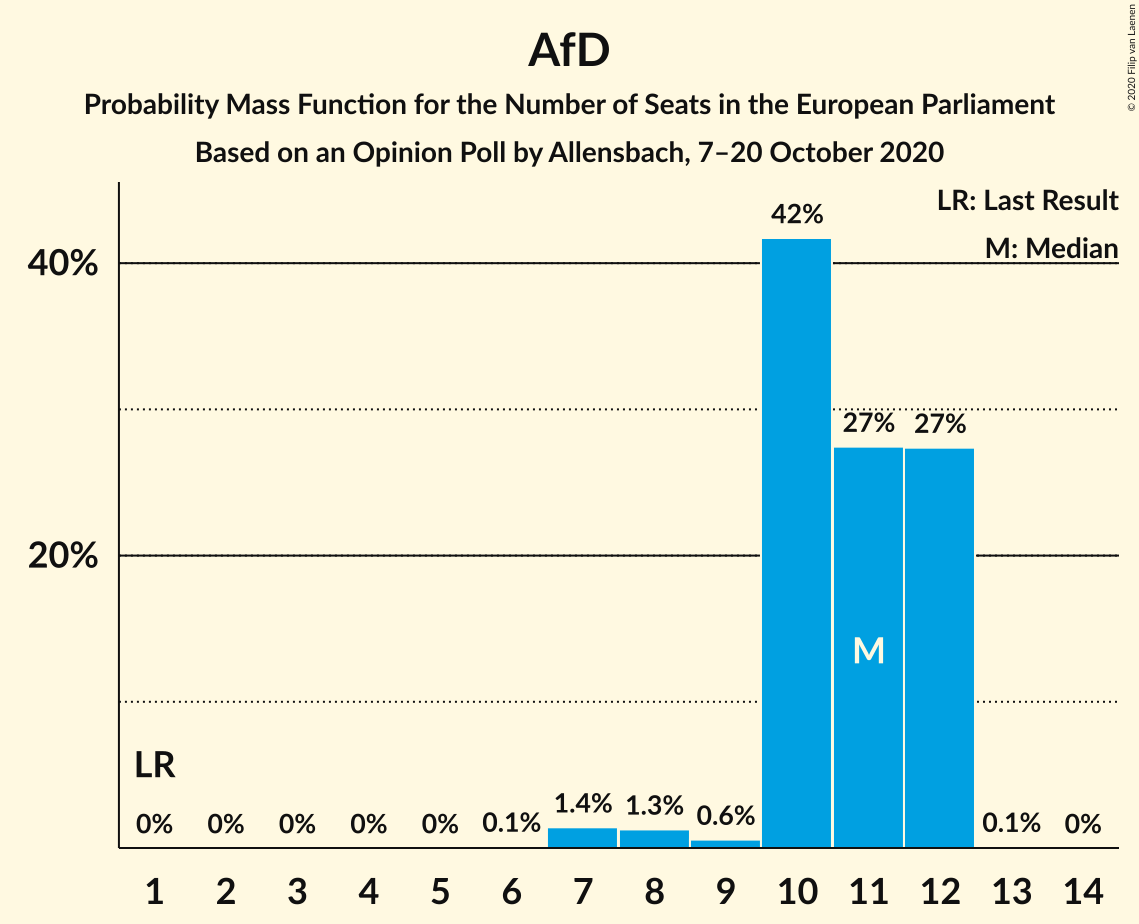 AfD
Probability Mass Function for the Number of Seats in the European Parliament
Based on an Opinion Poll by Allensbach, 7–20 October 2020
© 2020 Filip van Laenen
LR: Last Result
M: Median
40%
20%
42%
27%
27%
M
LR
0%
0%
0%
0%
0%
0.1%
1.4%
1.3%
0.6%
0.1%
0%
1 2 3 4 5 6 7 8 9 10 11 12 13 14